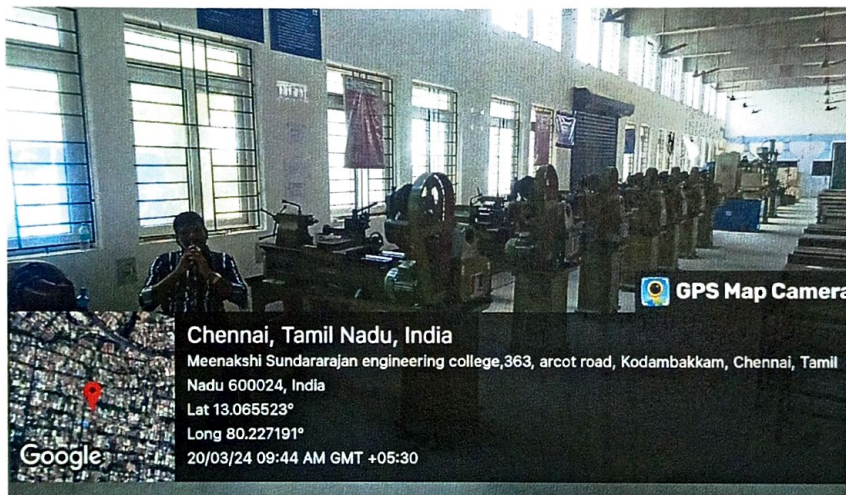 GPS Map Camera
Chennai, Tamil Nadu, India
Meenakshi Sundararajan engineering college,363, arcot road, Kodambakkam, Chennai, Tamil
Nadu 600024, India
Lat 13.065523°
Long 80.227191°
20/03/24 09:44 AM GMT +05:30
Google